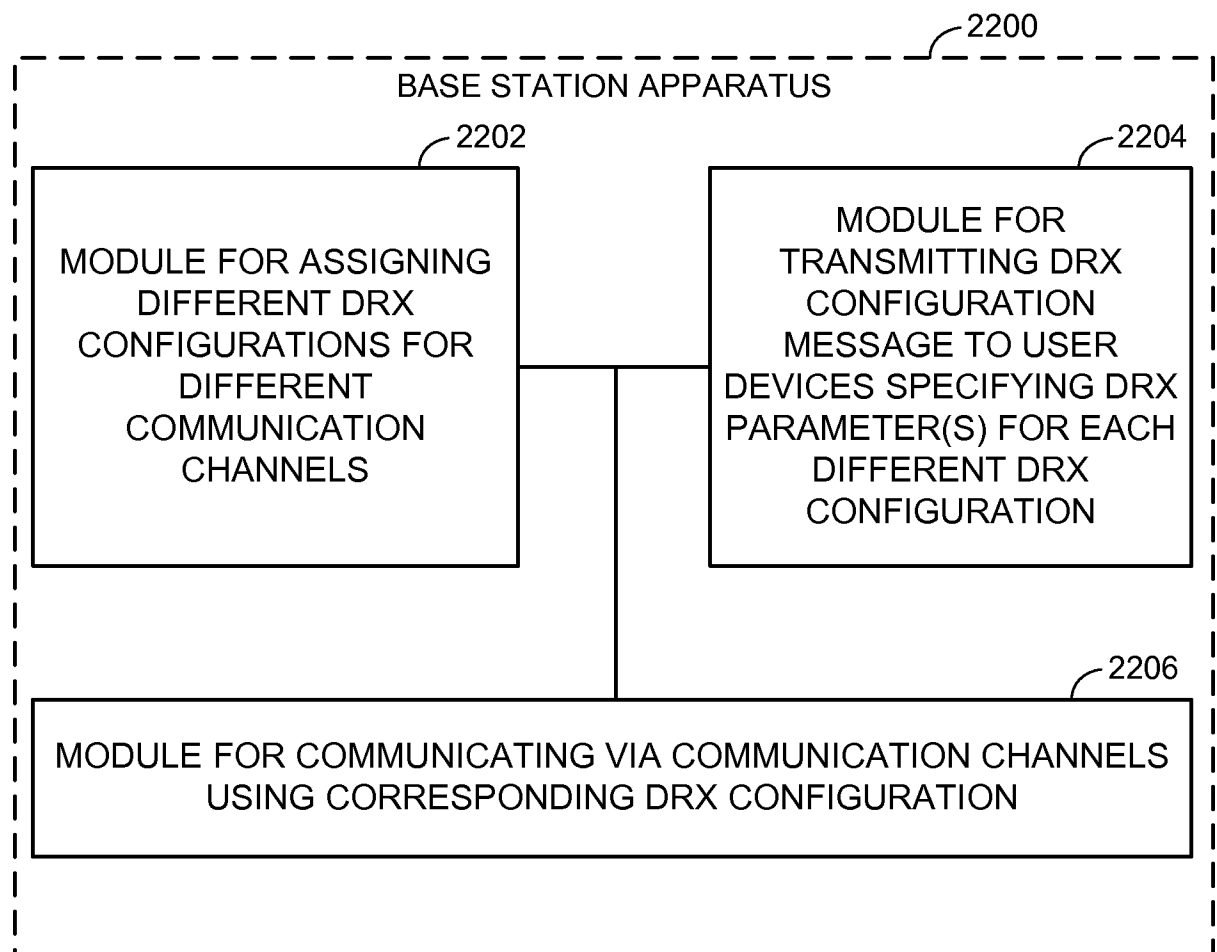 2200
BASE STATION APPARATUS
2202
MODULE FOR ASSIGNING
DIFFERENT DRX
CONFIGURATIONS FOR
DIFFERENT
COMMUNICATION
CHANNELS
2204
MODULE FOR
TRANSMITTING DRX
CONFIGURATION
MESSAGE TO USER
DEVICES SPECIFYING DRX
PARAMETER(S) FOR EACH
DIFFERENT DRX
CONFIGURATION
2206
MODULE FOR COMMUNICATING VIA COMMUNICATION CHANNELS
USING CORRESPONDING DRX CONFIGURATION